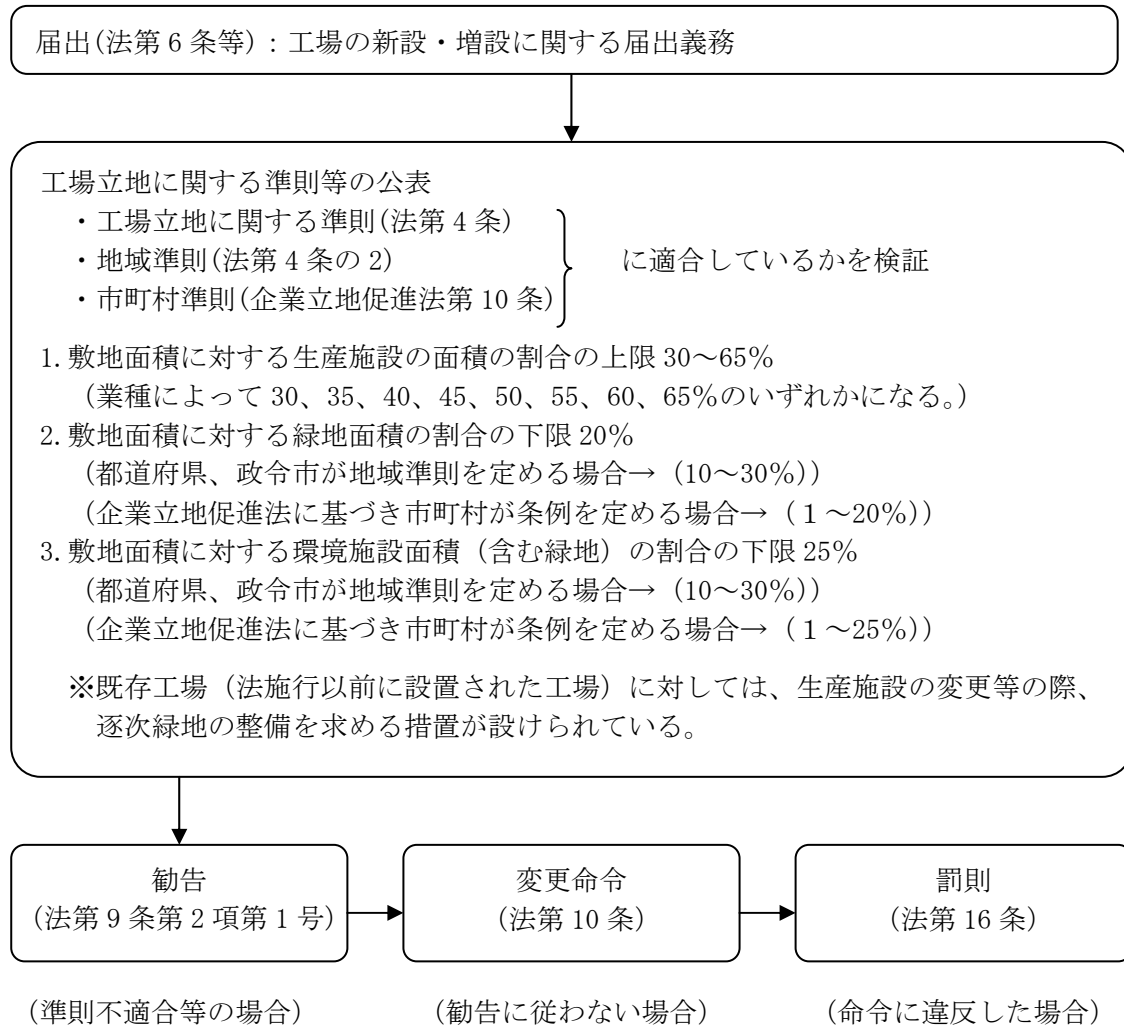 届出(法第6条等):工場の新設・増設に関する届出義務
工場立地に関する準則等の公表
・工場立地に関する準則(法第4条)
・地域準則(法第4条の2)
・市町村準則(企業立地促進法第10条)
に適合しているかを検証
1.敷地面積に対する生産施設の面積の割合の上限30～65％
(業種によって30、35、40、45、50、55、60、65％のいずれかになる。)
2.敷地面積に対する緑地面積の割合の下限20％
(都道府県、政令市が地域準則を定める場合→ (10～30％))
(企業立地促進法に基づき市町村が条例を定める場合→ (１～20％))
3.敷地面積に対する環境施設面積（含む緑地）の割合の下限25％
(都道府県、政令市が地域準則を定める場合→ (10～30％))
(企業立地促進法に基づき市町村が条例を定める場合→ (１～25％))
※既存工場（法施行以前に設置された工場）に対しては、生産施設の変更等の際、
逐次緑地の整備を求める措置が設けられている。
勧告
(法第9条第2項第1号)
変更命令
(法第10条)
罰則
(法第16条)
(準則不適合等の場合)
(勧告に従わない場合)
(命令に違反した場合)